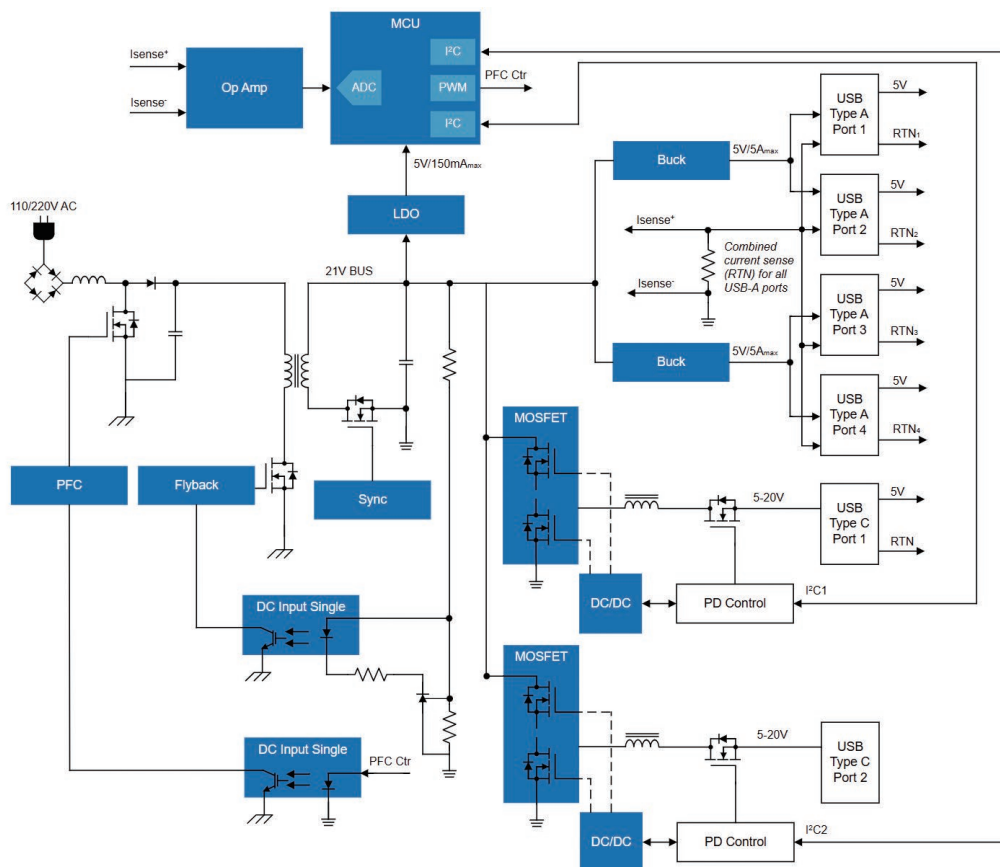 MCU
I²C
Isense⁺
Op Amp
ADC
PWM
PFC Ctr
Isense⁻
I²C
USB
Type A
Port 1
5V
RTN₁
5V/150mAmax
Buck
5V/5Amax
110/220V AC
LDO
USB
Type A
Port 2
5V
RTN₂
Isense⁺
Combined
current sense
(RTN) for all
USB-A ports
21V BUS
Isense⁻
USB
Type A
Port 3
5V
RTN₃
Buck
5V/5Amax
USB
Type A
Port 4
5V
RTN₄
MOSFET
PFC
Flyback
Sync
5-20V
USB
Type C
Port 1
5V
RTN
DC/DC
PD Control
I²C1
DC Input Single
MOSFET
DC Input Single
PFC Ctr
5-20V
USB
Type C
Port 2
DC/DC
PD Control
I²C2